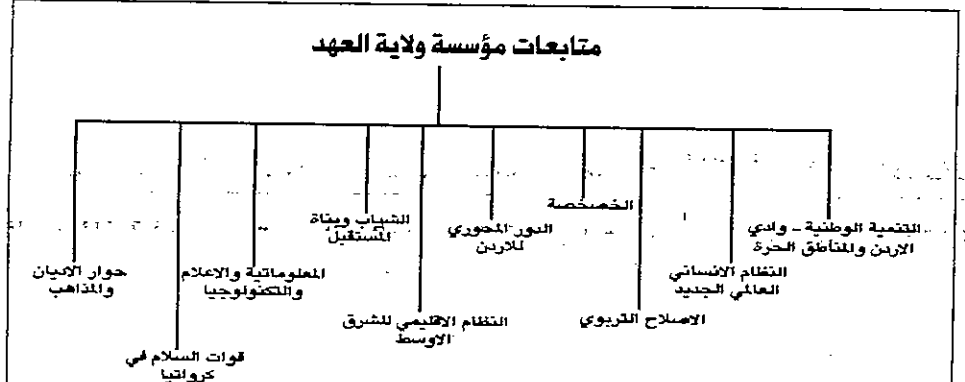 متابعات مؤسسة ولاية العهد
التنمية الوطنية - وادي
الاردن والمناطق الحرة
النظام الانساني
العالمي الجديد
الاصلاح التربوي
الخصخصة
الدور المحوري
للاردن
النظام الاقليمي للشرق
الاوسط
الشباب وبناة
المستقبل
المعلوماتية والاعلام
والتكنولوجيا
قوات السلام في
كرواتيا
حوار الاديان
والمذاهب